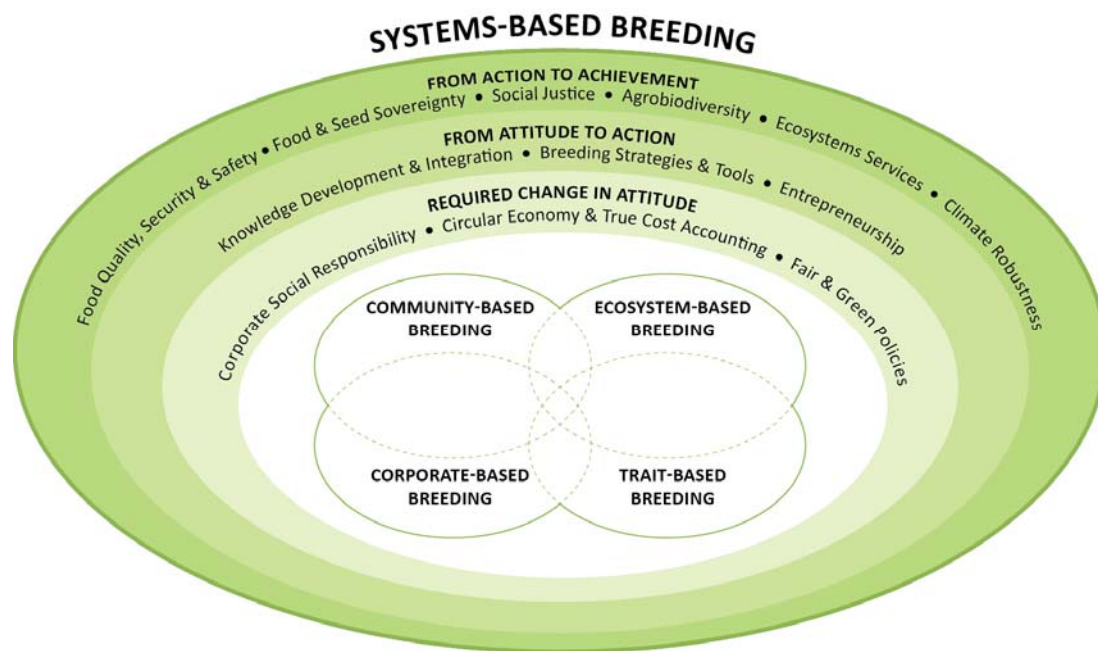 SYSTEMS-BASED BREEDING
FROM ACTION TO ACHIEVEMENT
Food Quality, Security & Safety • Food & Seed Sovereignty • Social Justice • Agrobiodiversity • Ecosystems Services • Climate Robustness
FROM ATTITUDE TO ACTION
Knowledge Development & Integration • Breeding Strategies & Tools • Entrepreneurship
REQUIRED CHANGE IN ATTITUDE
Corporate Social Responsibility • Circular Economy & True Cost Accounting • Fair & Green Policies
COMMUNITY-BASED
BREEDING
ECOSYSTEM-BASED
BREEDING
CORPORATE-BASED
BREEDING
TRAIT-BASED
BREEDING